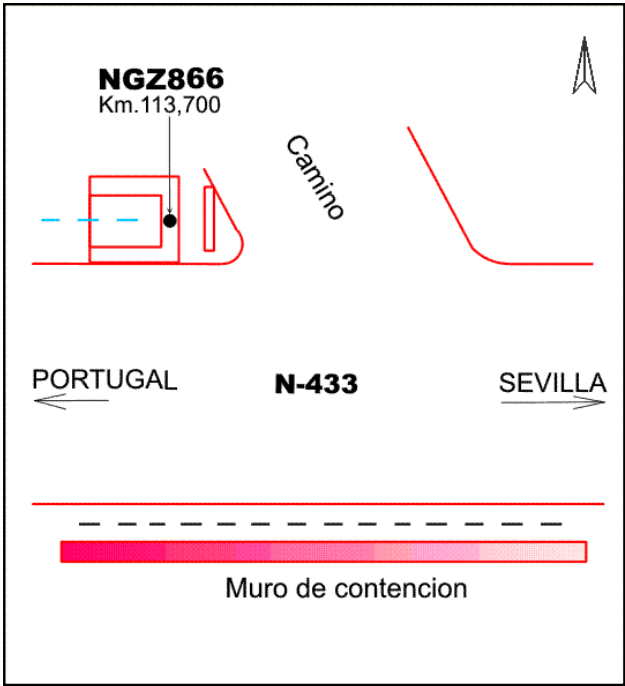 NGZ866
Km.113,700
Camino
PORTUGAL
N-433
SEVILLA
Muro de contencion